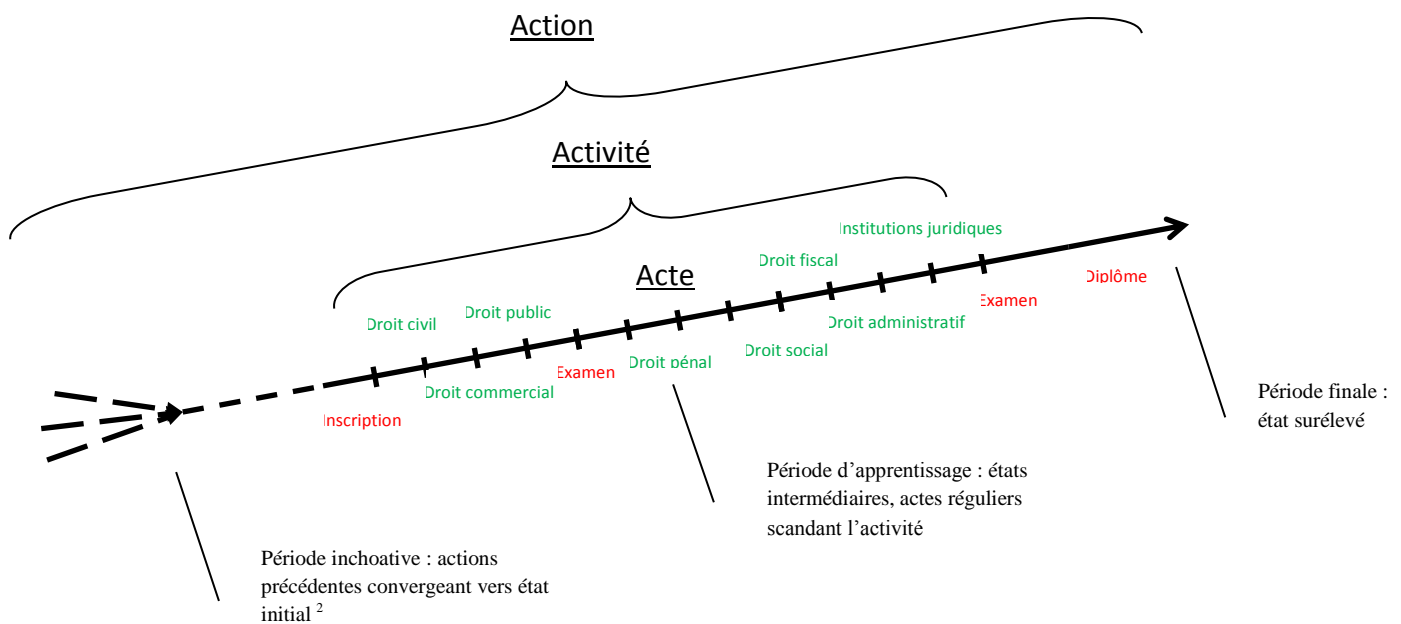 Action
Activité
Institutions juridiques
Droit fiscal
Acte
Examen
Diplôme
Droit public
Droit civil
Droit administratif
Droit social
Droit pénal
Examen
Droit commercial
Inscription
Période finale :
état surélevé
Période d’apprentissage : états
intermédiaires, actes réguliers
scandant l’activité
Période inchoative : actions
précédentes convergeant vers état
initial ²